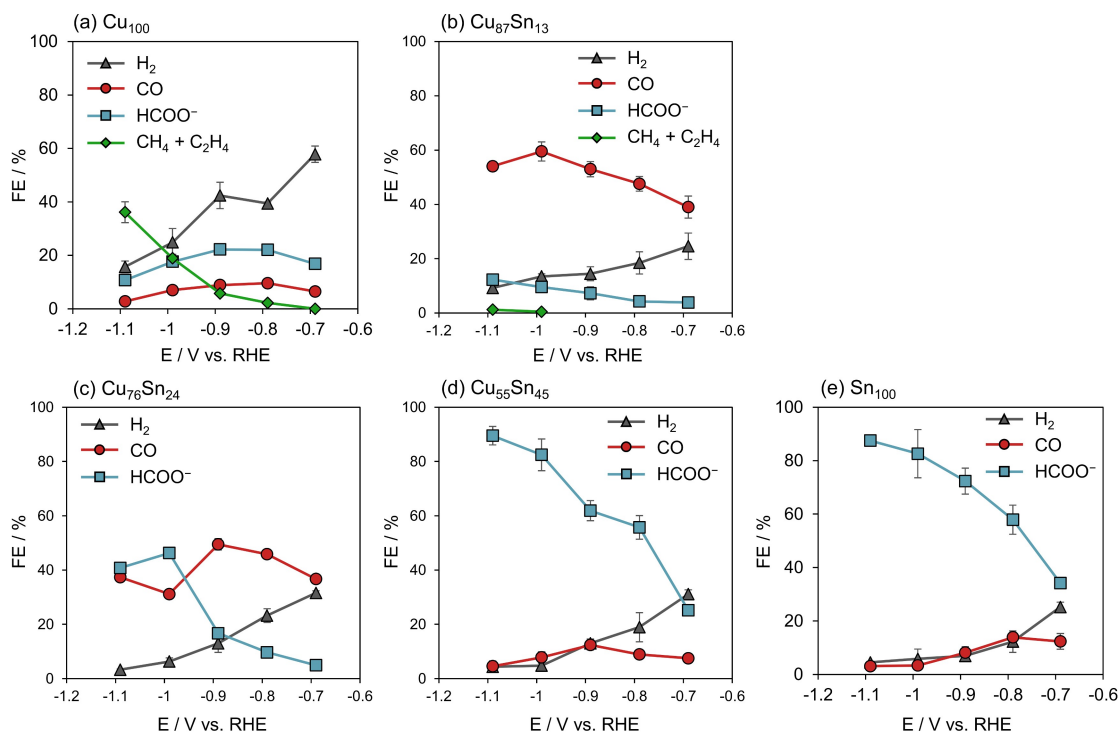 (a) Cu₁₀₀
100
80
60
40
20
0
FE / %
H₂
CO
HCOO⁻
CH₄ + C₂H₄
-1.2 -1.1 -1 -0.9 -0.8 -0.7 -0.6
E / V vs. RHE
(b) Cu₈₇Sn₁₃
100
80
60
40
20
0
FE / %
H₂
CO
HCOO⁻
CH₄ + C₂H₄
-1.2 -1.1 -1 -0.9 -0.8 -0.7 -0.6
E / V vs. RHE
(c) Cu₇₆Sn₂₄
100
80
60
40
20
0
FE / %
H₂
CO
HCOO⁻
-1.2 -1.1 -1 -0.9 -0.8 -0.7 -0.6
E / V vs. RHE
(d) Cu₅₅Sn₄₅
100
80
60
40
20
0
FE / %
H₂
CO
HCOO⁻
-1.2 -1.1 -1 -0.9 -0.8 -0.7 -0.6
E / V vs. RHE
(e) Sn₁₀₀
100
80
60
40
20
0
FE / %
H₂
CO
HCOO⁻
-1.2 -1.1 -1 -0.9 -0.8 -0.7 -0.6
E / V vs. RHE